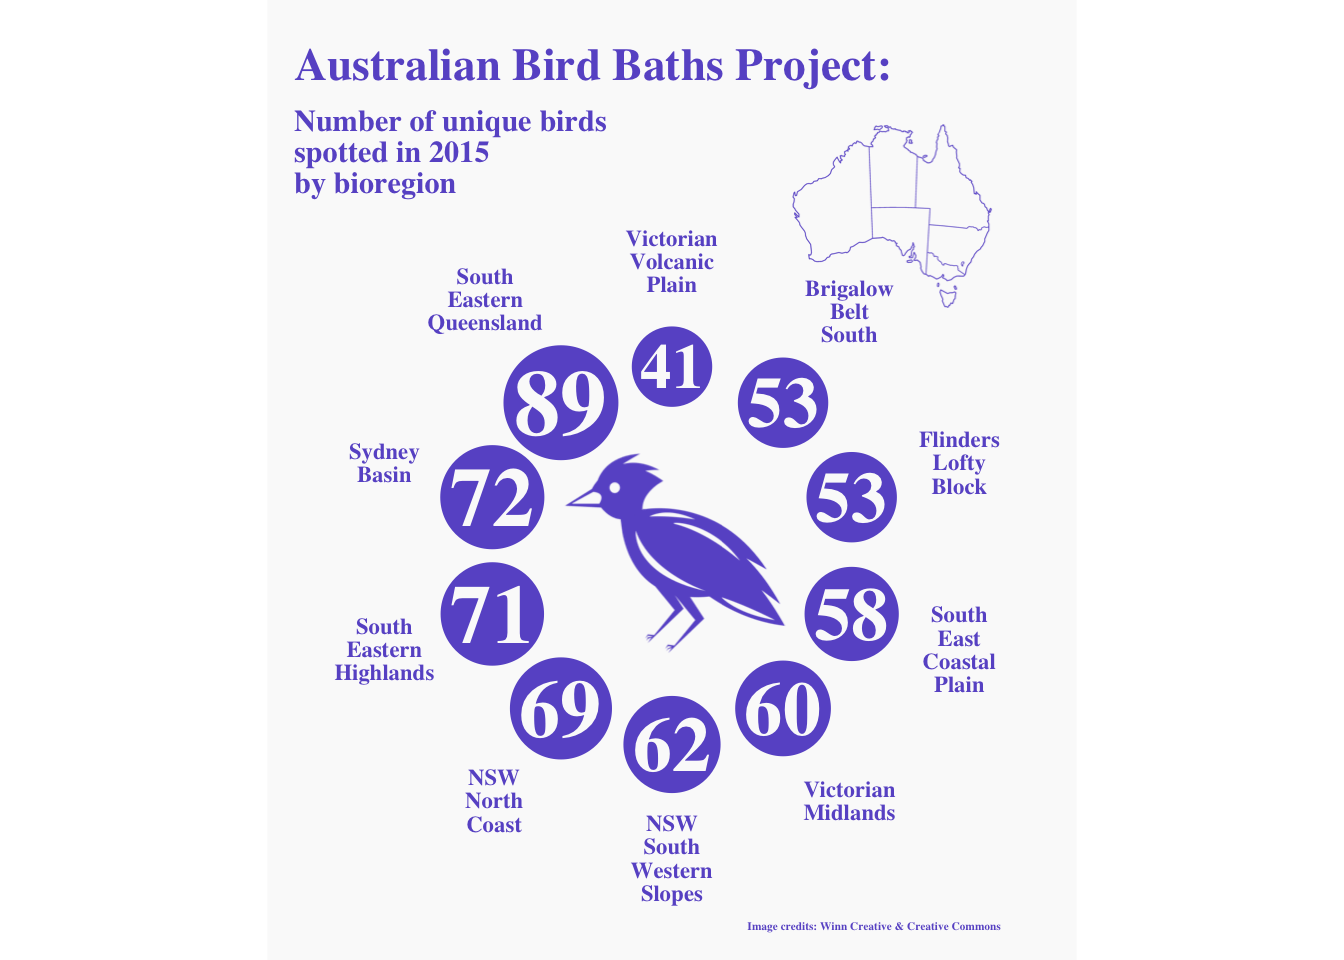 Australian Bird Baths Project:
Number of unique birds
spotted in 2015
by bioregion
Victorian
Volcanic
Plain
41
Brigalow
Belt
South
53
Flinders
Lofty
Block
53
South
East
Coastal
Plain
58
Victorian
Midlands
60
NSW
South
Western
Slopes
62
NSW
North
Coast
69
South
Eastern
Highlands
71
Sydney
Basin
72
South
Eastern
Queensland
89
Image credits: Winn Creative & Creative Commons